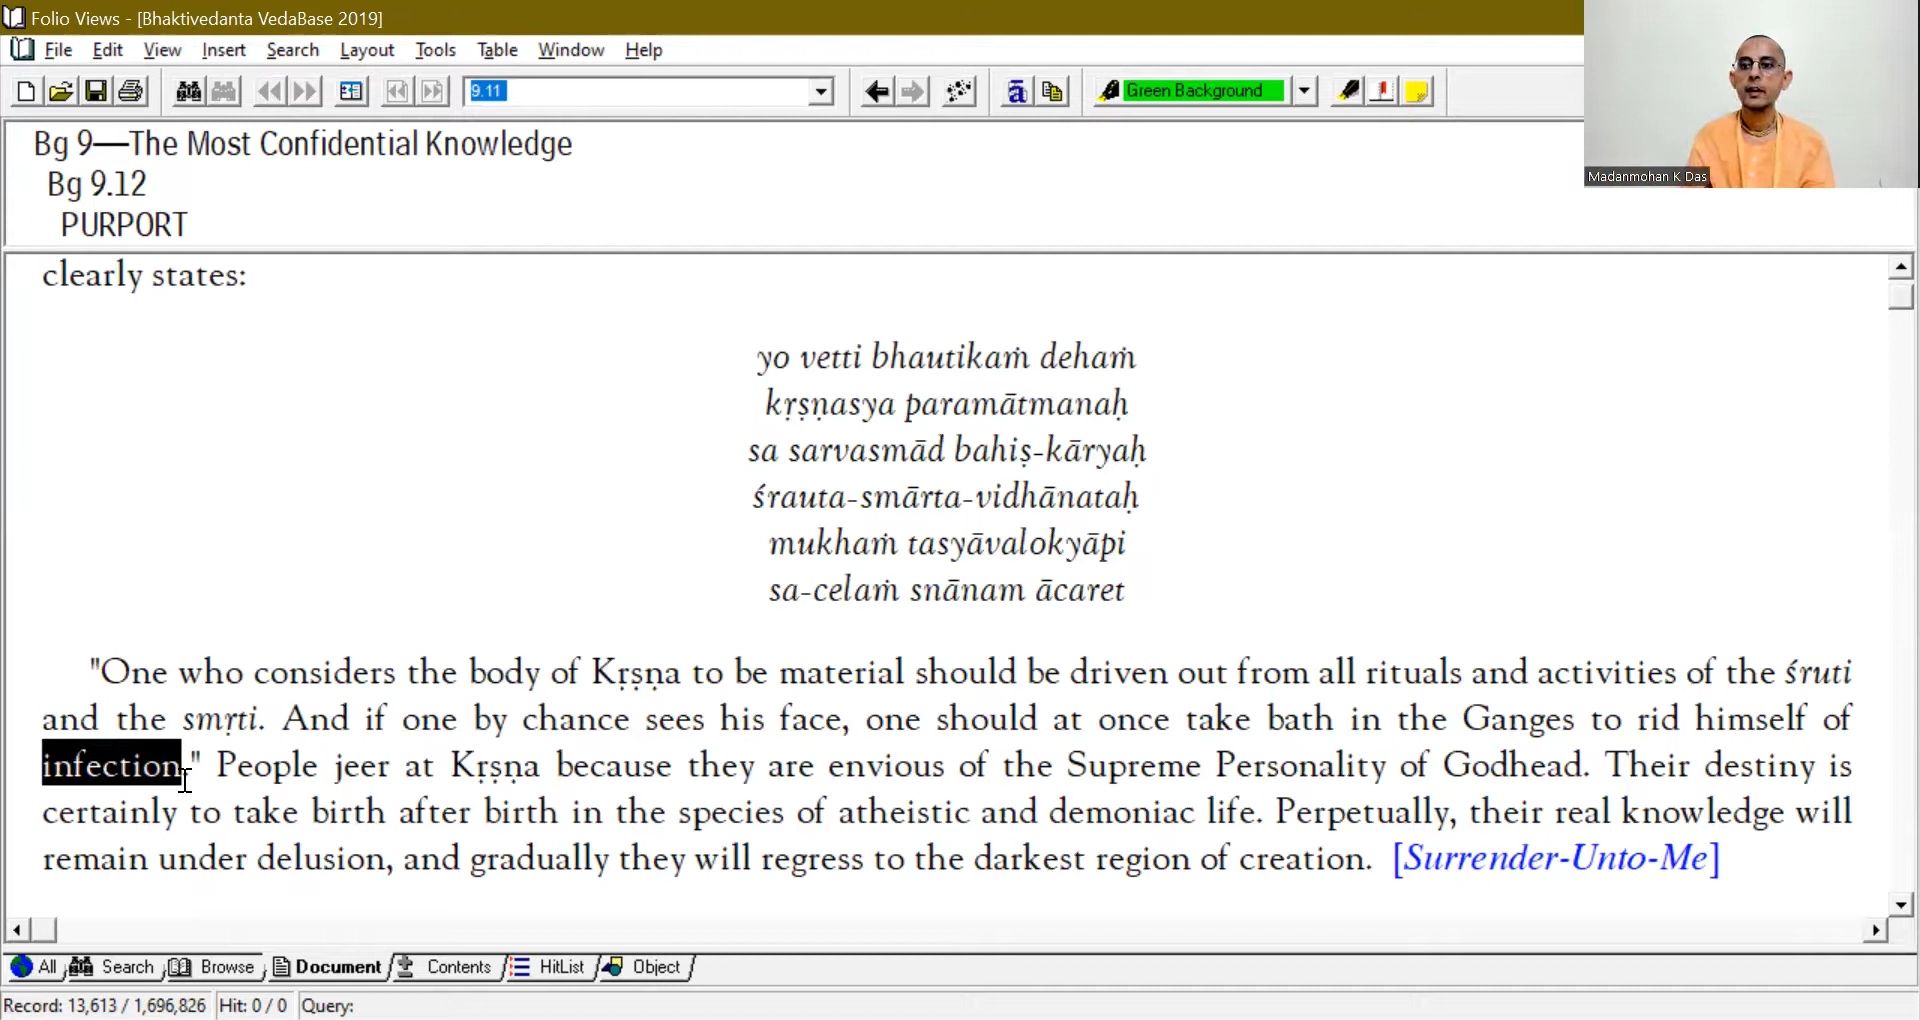 Folio Views - [Bhaktivedanta VedaBase 2019]
File Edit View Insert Search Layout Tools Table Window Help
9.11 Green Background
Bg 9—The Most Confidential Knowledge
Bg 9.12
PURPORT
Madanmohan K Das
clearly states:
yo vetti bhautikaṁ dehaṁ
kṛṣṇasya paramātmanaḥ
sa sarvasmād bahiṣ-kāryaḥ
śrauta-smārta-vidhānataḥ
mukhaṁ tasyāvalokyāpi
sa-celaṁ snānam ācaret
"One who considers the body of Kṛṣṇa to be material should be driven out from all rituals and activities of the śruti
and the smṛti. And if one by chance sees his face, one should at once take bath in the Ganges to rid himself of
infection." People jeer at Kṛṣṇa because they are envious of the Supreme Personality of Godhead. Their destiny is
certainly to take birth after birth in the species of atheistic and demoniac life. Perpetually, their real knowledge will
remain under delusion, and gradually they will regress to the darkest region of creation. [Surrender-Unto-Me]
All Search Browse Document Contents HitList Object
Record: 13,613 / 1,696,826 Hit: 0 / 0 Query: